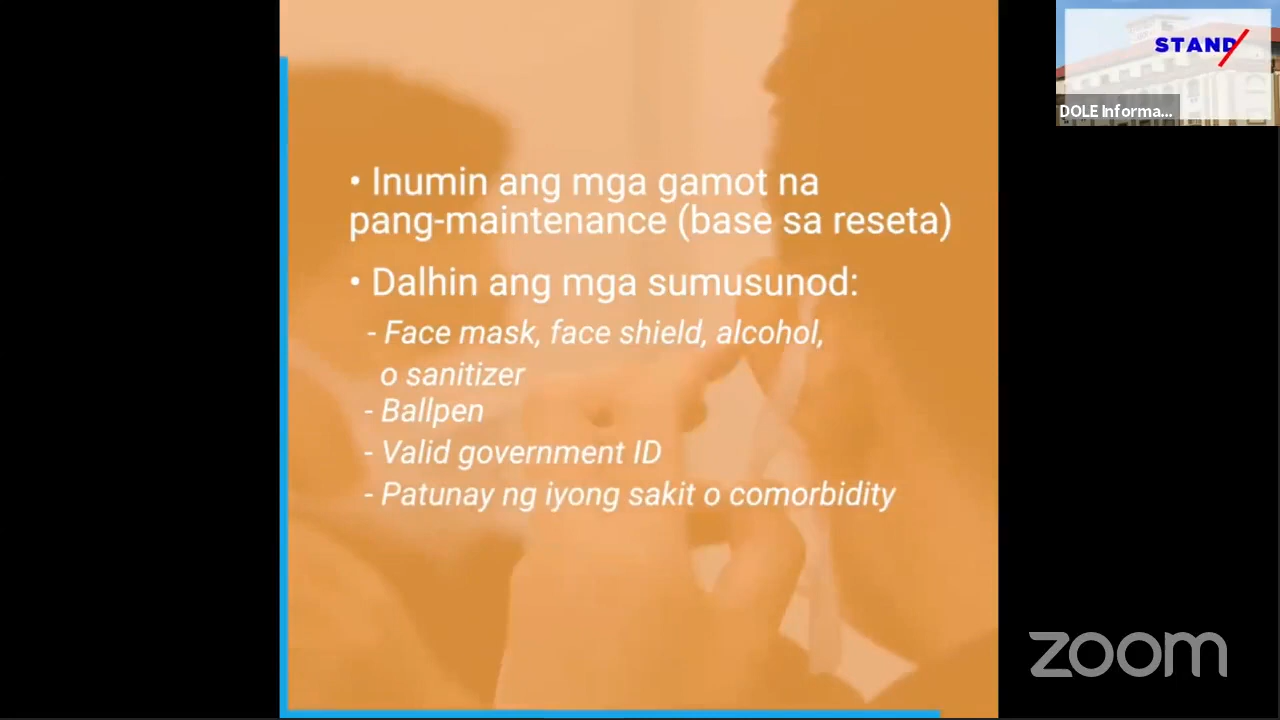 • Inumin ang mga gamot na
pang-maintenance (base sa reseta)
• Dalhin ang mga sumusunod:
- Face mask, face shield, alcohol,
o sanitizer
- Ballpen
- Valid government ID
- Patunay ng iyong sakit o comorbidity
STAND
DOLE Informa...
zoom